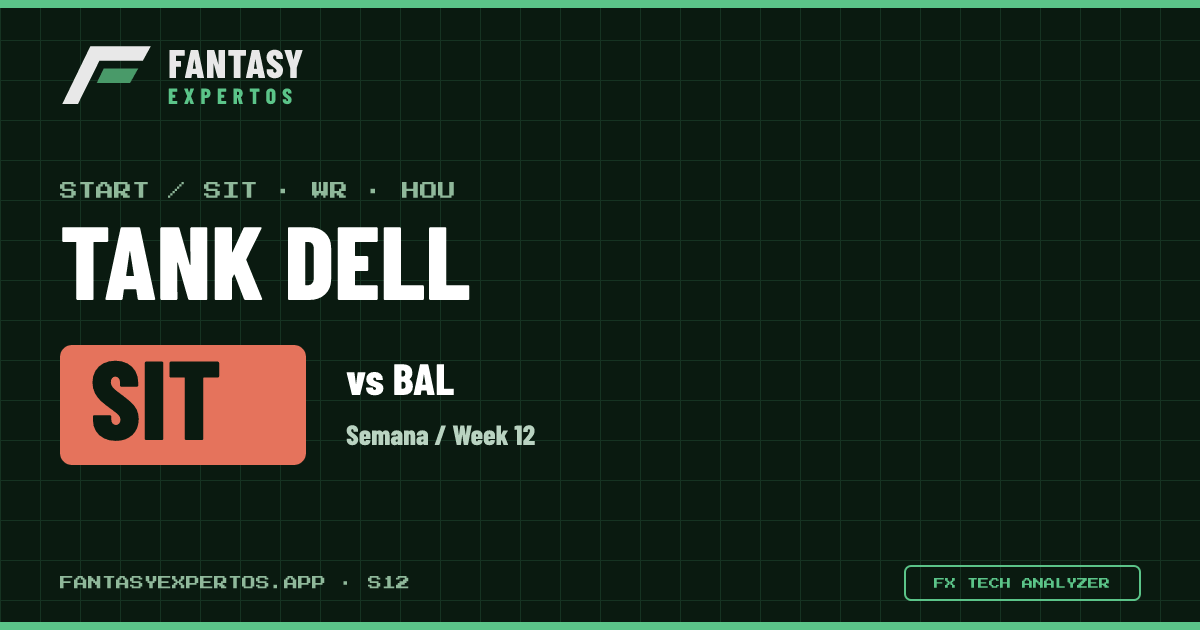 FANTASY
EXPERTOS
START / SIT · WR · HOU
TANK DELL
SIT
vs BAL
Semana / Week 12
FANTASYEXPERTOS.APP · S12
FX TECH ANALYZER